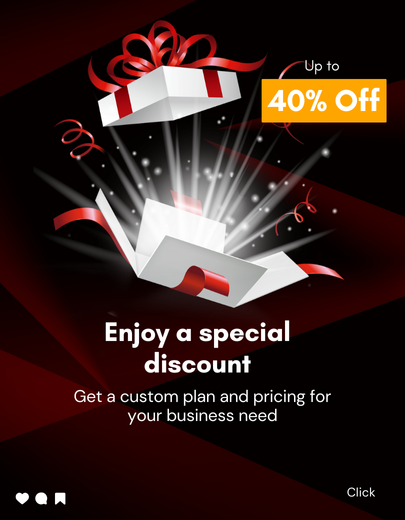 Up to
40% Off
Enjoy a special
discount
Get a custom plan and pricing for
your business need
Click